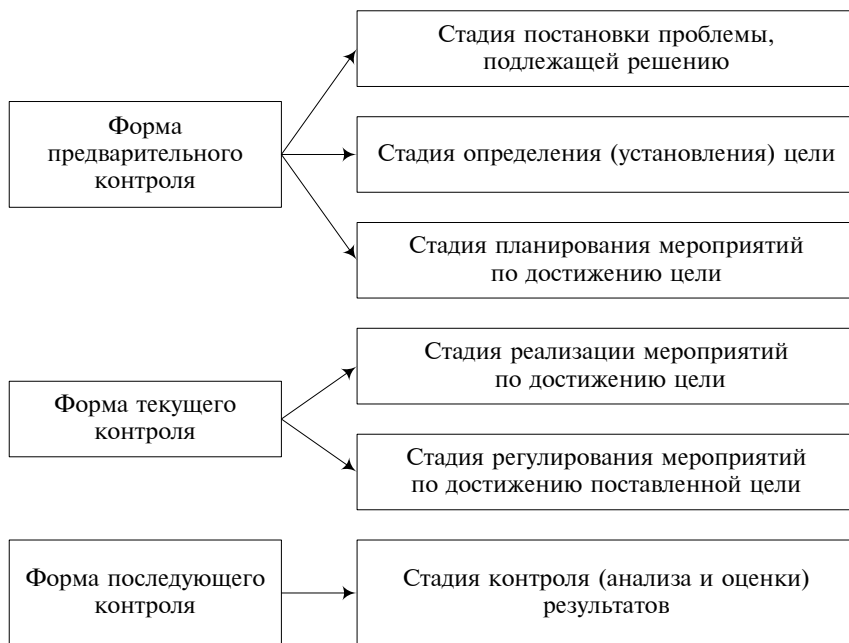 Стадия постановки проблемы,
подлежащей решению
Форма
предварительного
контроля
Стадия определения (установления) цели
Стадия планирования мероприятий
по достижению цели
Стадия реализации мероприятий
по достижению цели
Форма текущего
контроля
Стадия регулирования мероприятий
по достижению поставленной цели
Форма последующего
контроля
Стадия контроля (анализа и оценки)
результатов